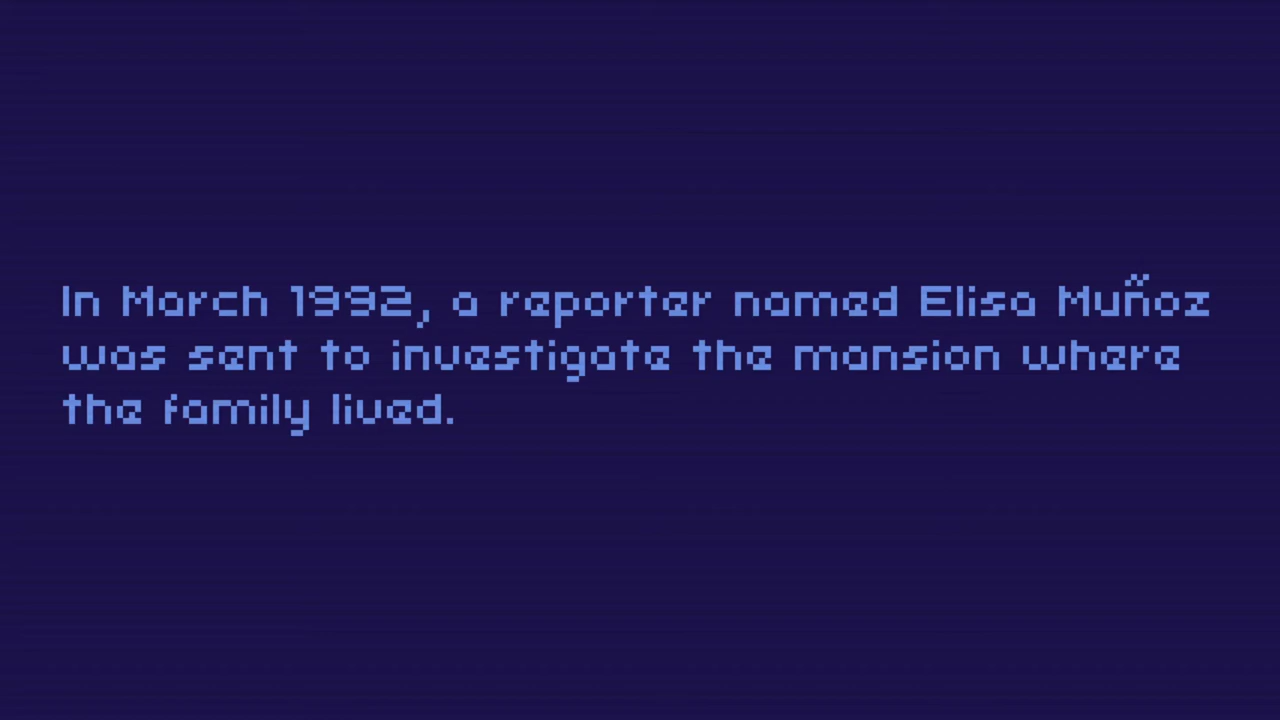 In March 1992, a reporter named Elisa Muñoz
was sent to investigate the mansion where
the family lived.